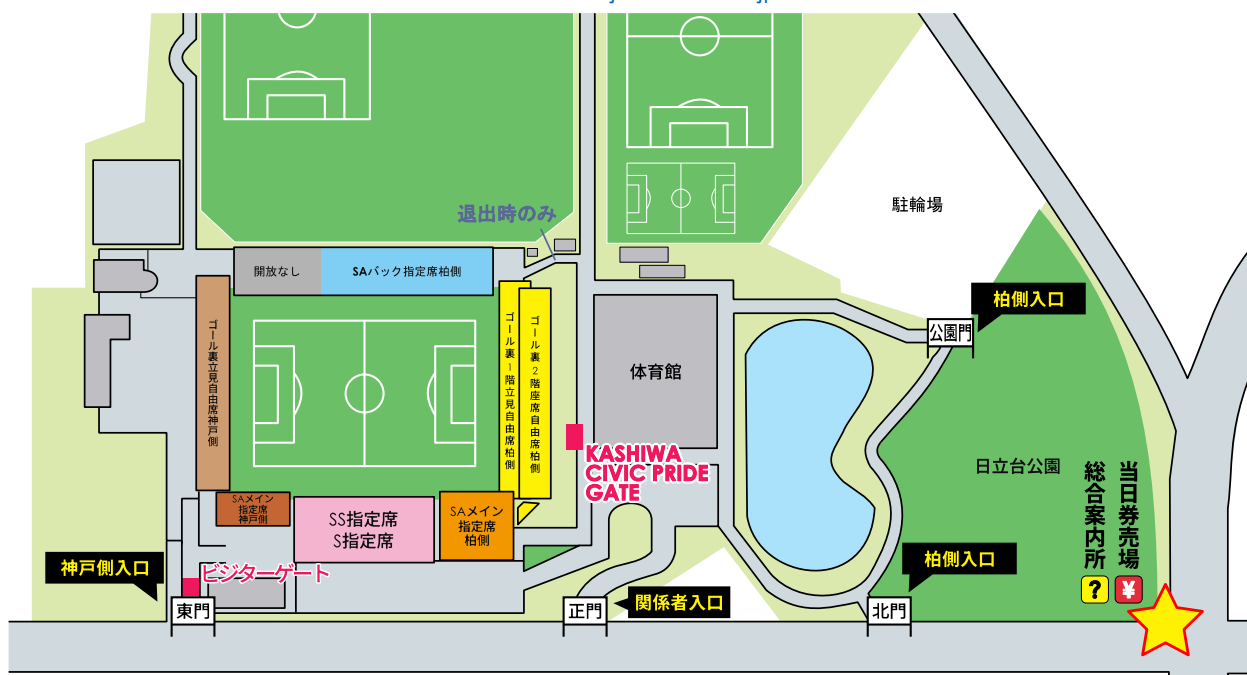 退出時のみ
駐輪場
開放なし
SAバック指定席柏側
柏側入口
公園門
ゴール裏立見自由席神戸側
ゴール裏1階立見自由席柏側
ゴール裏2階座席自由席柏側
体育館
KASHIWA
CIVIC PRIDE
GATE
日立台公園
総合案内所
当日券売場
?
¥
SAメイン
指定席
神戸側
SS指定席
S指定席
SAメイン
指定席
柏側
神戸側入口
ビジターゲート
柏側入口
関係者入口
東門
正門
北門